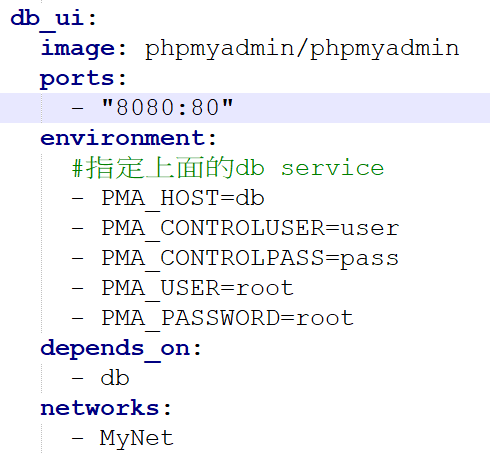 db_ui:
image: phpmyadmin/phpmyadmin
ports:
- "8080:80"
environment:
#指定上面的db service
- PMA_HOST=db
- PMA_CONTROLUSER=user
- PMA_CONTROLPASS=pass
- PMA_USER=root
- PMA_PASSWORD=root
depends_on:
- db
networks:
- MyNet